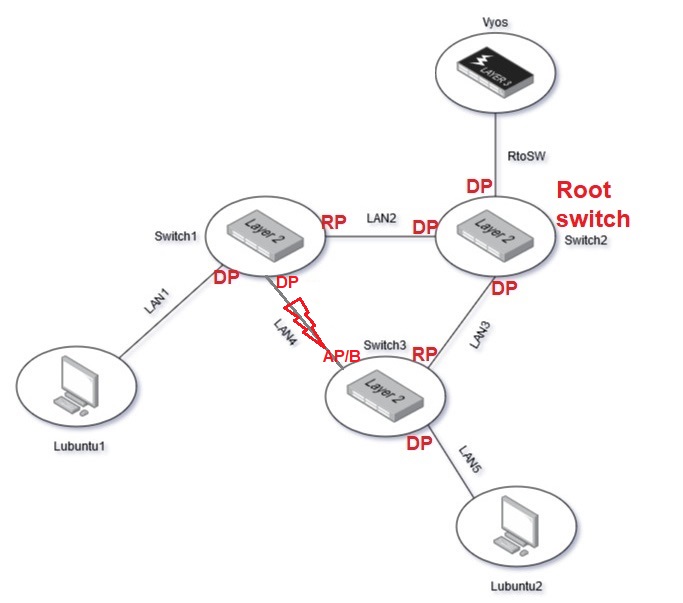 Vyos
LAYER 3
RtoSW
DP
Root
switch
RP
LAN2
DP
Layer 2
Layer 2
Switch1
Switch2
DP
DP
DP
LAN1
LAN4
LAN3
Switch3
AP/B
RP
Layer 2
DP
Lubuntu1
LAN5
Lubuntu2